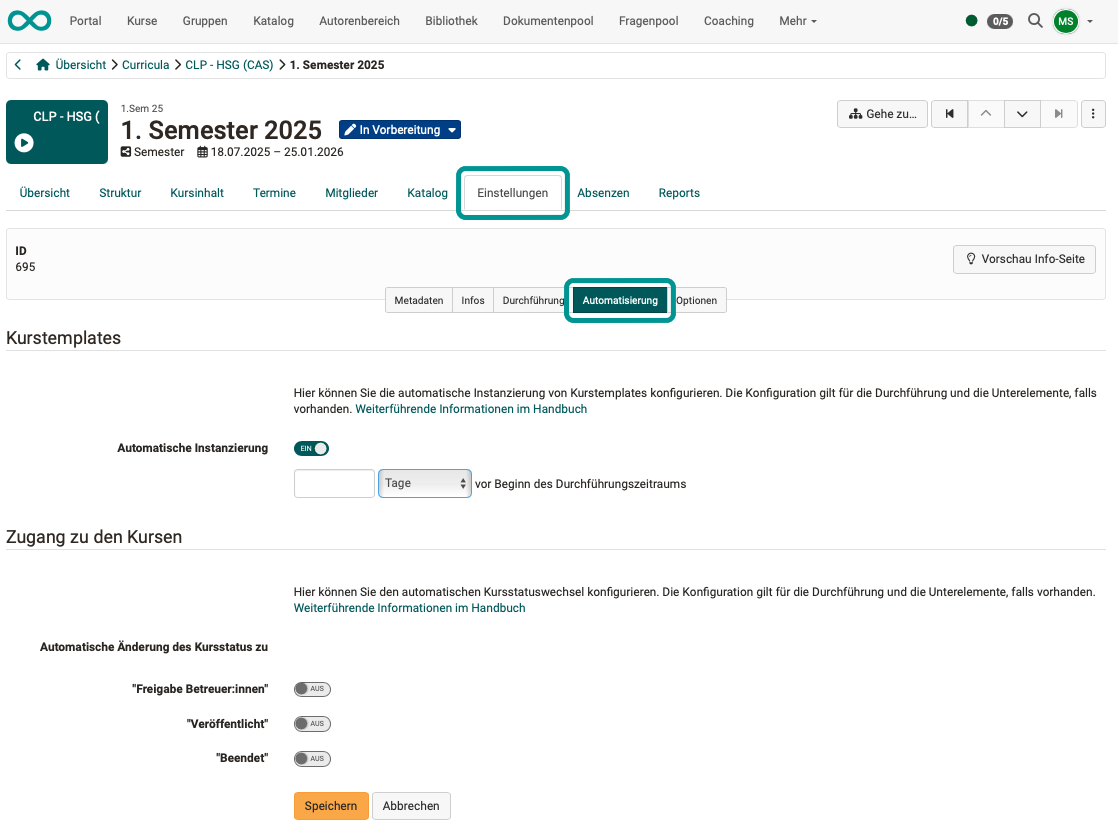 Portal Kurse Gruppen Katalog Autorenbereich Bibliothek Dokumentenpool Fragenpool Coaching Mehr 0/5 MS
Übersicht Curricula CLP - HSG (CAS) 1. Semester 2025
CLP - HSG (
1.Sem 25
1. Semester 2025 In Vorbereitung
Semester 18.07.2025 – 25.01.2026
Gehe zu...
Übersicht Struktur Kursinhalt Termine Mitglieder Katalog Einstellungen Absenzen Reports
ID
695
Vorschau Info-Seite
Metadaten Infos Durchführung Automatisierung Optionen
Kurstemplates
Hier können Sie die automatische Instanzierung von Kurstemplates konfigurieren. Die Konfiguration gilt für die Durchführung und die Unterelemente, falls
vorhanden. Weiterführende Informationen im Handbuch
Automatische Instanzierung EIN
Tage vor Beginn des Durchführungszeitraums
Zugang zu den Kursen
Hier können Sie den automatischen Kursstatuswechsel konfigurieren. Die Konfiguration gilt für die Durchführung und die Unterelemente, falls vorhanden.
Weiterführende Informationen im Handbuch
Automatische Änderung des Kursstatus zu
"Freigabe Betreuer:innen" AUS
"Veröffentlicht" AUS
"Beendet" AUS
Speichern Abbrechen